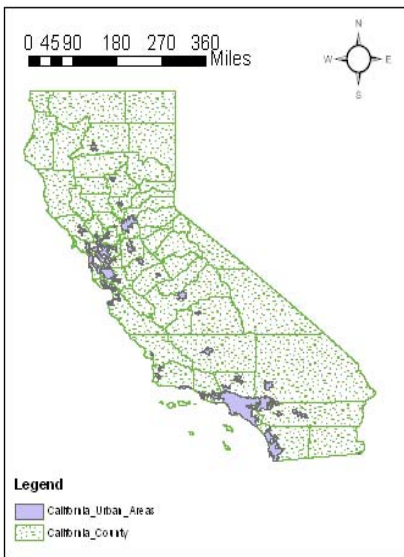 N
0 45 90 180 270 360
Miles
W E
S
Legend
California_Urban_Areas
California_County